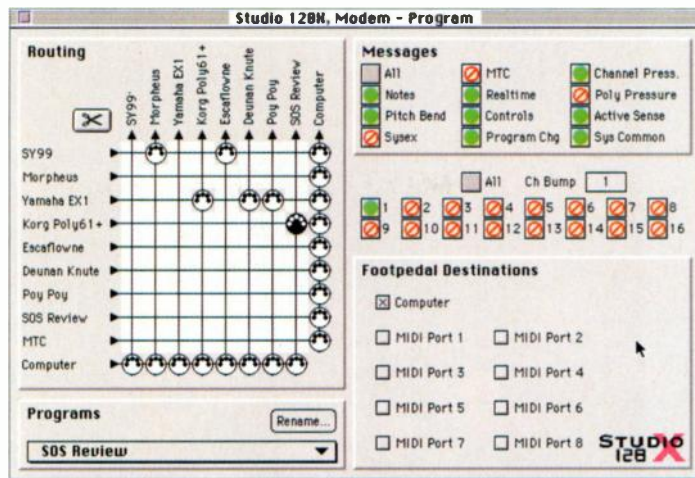 Studio 128X, Modem - Program
Routing
SY99
Morpheus
Yamaha EX1
Korg Poly61+
Escaflowne
Deunan Knute
Poy Poy
SOS Review
Computer
SY99
Morpheus
Yamaha EX1
Korg Poly61+
Escaflowne
Deunan Knute
Poy Poy
SOS Review
MTC
Computer
Programs
Rename...
SOS Review
Messages
All
MTC
Channel Press.
Notes
Realtime
Poly Pressure
Pitch Bend
Controls
Active Sense
Sysex
Program Chg
Sys Common
All Ch Bump 1
1 2 3 4 5 6 7 8
9 10 11 12 13 14 15 16
Footpedal Destinations
Computer
MIDI Port 1 MIDI Port 2
MIDI Port 3 MIDI Port 4
MIDI Port 5 MIDI Port 6
MIDI Port 7 MIDI Port 8
STUDIO
128 X